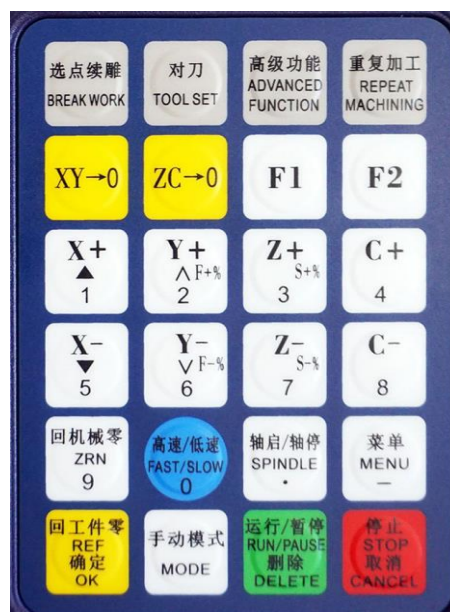 选点续雕
BREAK WORK
对刀
TOOL SET
高级功能
ADVANCED
FUNCTION
重复加工
REPEAT
MACHINING
XY→0
ZC→0
F1
F2
X+
▲
1
Y+
∧ F+%
2
Z+
S+%
3
C+
4
X-
▼
5
Y-
∨ F-%
6
Z-
S-%
7
C-
8
回机械零
ZRN
9
高速/低速
FAST/SLOW
0
轴启/轴停
SPINDLE
.
菜单
MENU
—
回工件零
REF
确定
OK
手动模式
MODE
运行/暂停
RUN/PAUSE
删除
DELETE
停止
STOP
取消
CANCEL